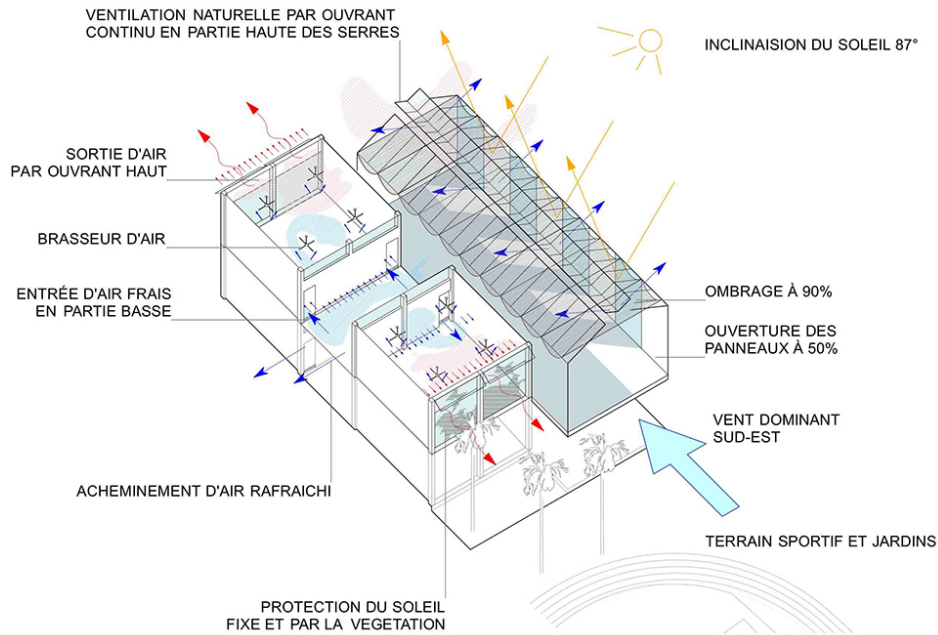 VENTILATION NATURELLE PAR OUVRANT
CONTINU EN PARTIE HAUTE DES SERRES
INCLINAISION DU SOLEIL 87°
SORTIE D'AIR
PAR OUVRANT HAUT
BRASSEUR D'AIR
ENTRÉE D'AIR FRAIS
EN PARTIE BASSE
OMBRAGE À 90%
OUVERTURE DES
PANNEAUX À 50%
VENT DOMINANT
SUD-EST
ACHEMINEMENT D'AIR RAFRAICHI
TERRAIN SPORTIF ET JARDINS
PROTECTION DU SOLEIL
FIXE ET PAR LA VEGETATION